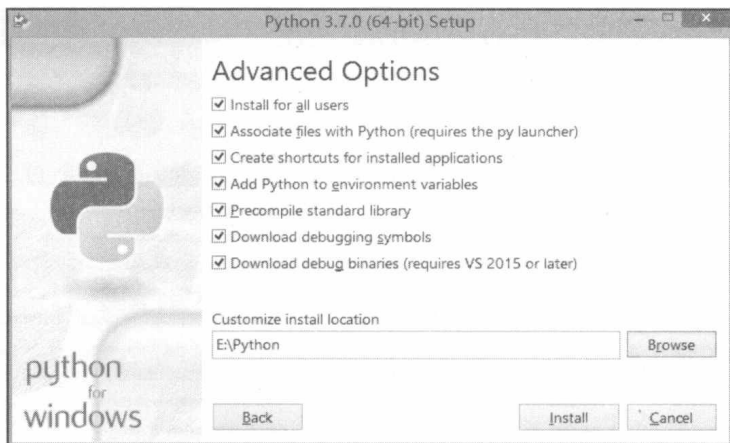 Python 3.7.0 (64-bit) Setup
Advanced Options
Install for all users
Associate files with Python (requires the py launcher)
Create shortcuts for installed applications
Add Python to environment variables
Precompile standard library
Download debugging symbols
Download debug binaries (requires VS 2015 or later)
Customize install location
E:\Python
Browse
python
for
windows
Back
Install
Cancel